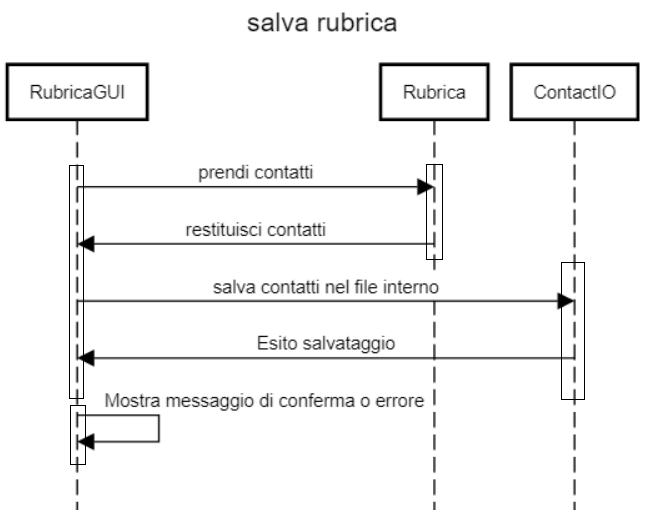 salva rubrica
RubricaGUI
Rubrica
ContactIO
prendi contatti
restituisci contatti
salva contatti nel file interno
Esito salvataggio
Mostra messaggio di conferma o errore